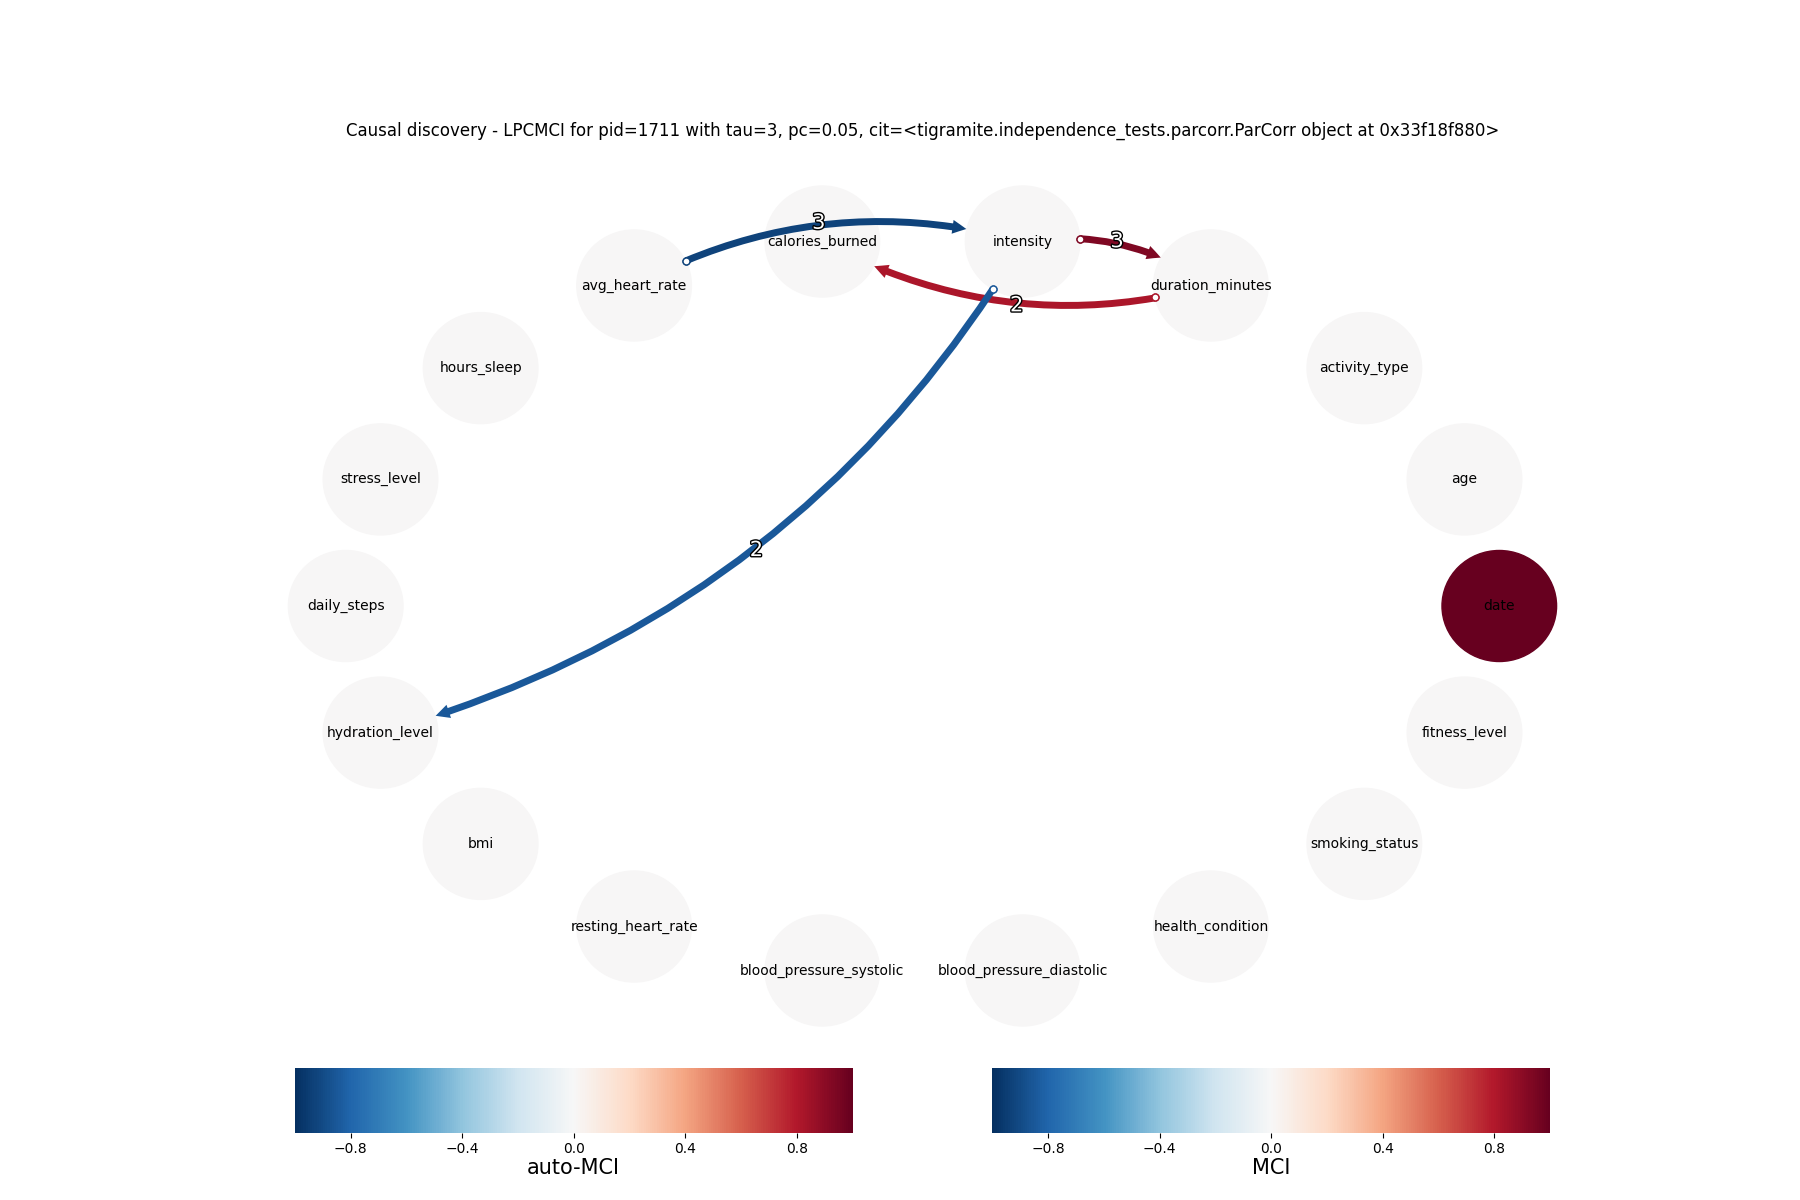 Causal discovery - LPCMCI for pid=1711 with tau=3, pc=0.05, cit=<tigramite.independence_tests.parcorr.ParCorr object at 0x33f18f880>
3
calories_burned
intensity
3
avg_heart_rate
duration_minutes
2
hours_sleep
activity_type
stress_level
age
2
daily_steps
date
hydration_level
fitness_level
bmi
smoking_status
resting_heart_rate
health_condition
blood_pressure_systolic
blood_pressure_diastolic
−0.8 −0.4 0.0 0.4 0.8
auto-MCI
−0.8 −0.4 0.0 0.4 0.8
MCI